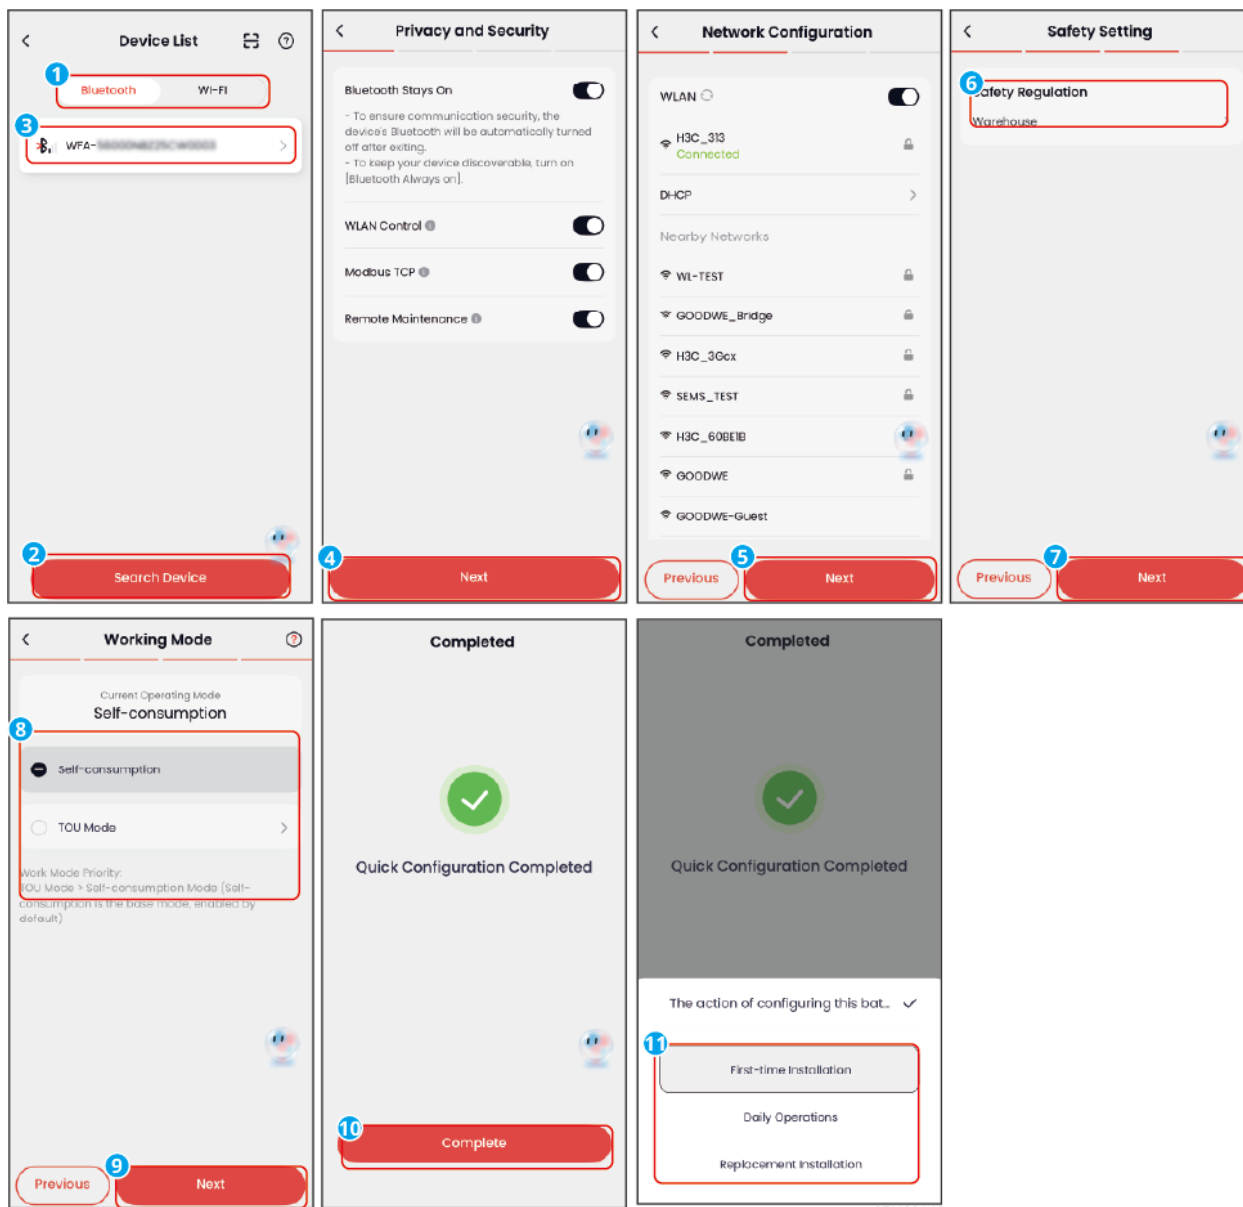 Device List
1
Bluetooth
Wi-Fi
3
WFA-
2
Search Device
Privacy and Security
Bluetooth Stays On
- To ensure communication security, the
device's Bluetooth will be automatically turned
off after exiting.
- To keep your device discoverable, turn on
[Bluetooth Always on].
WLAN Control
Modbus TCP
Remote Maintenance
4
Next
Network Configuration
WLAN
H3C_313
Connected
DHCP
Nearby Networks
WL-TEST
GOODWE_Bridge
H3C_3Gcx
SEMS_TEST
H3C_60BE1B
GOODWE
GOODWE-Guest
5
Previous
Next
Safety Setting
6
Safety Regulation
Warehouse
7
Previous
Next
Working Mode
Current Operating Mode
Self-consumption
8
Self-consumption
TOU Mode
Work Mode Priority:
TOU Mode > Self-consumption Mode (Self-
consumption is the base mode, enabled by
default)
9
Previous
Next
Completed
Quick Configuration Completed
10
Complete
Completed
Quick Configuration Completed
The action of configuring this bat...
11
First-time Installation
Daily Operations
Replacement Installation